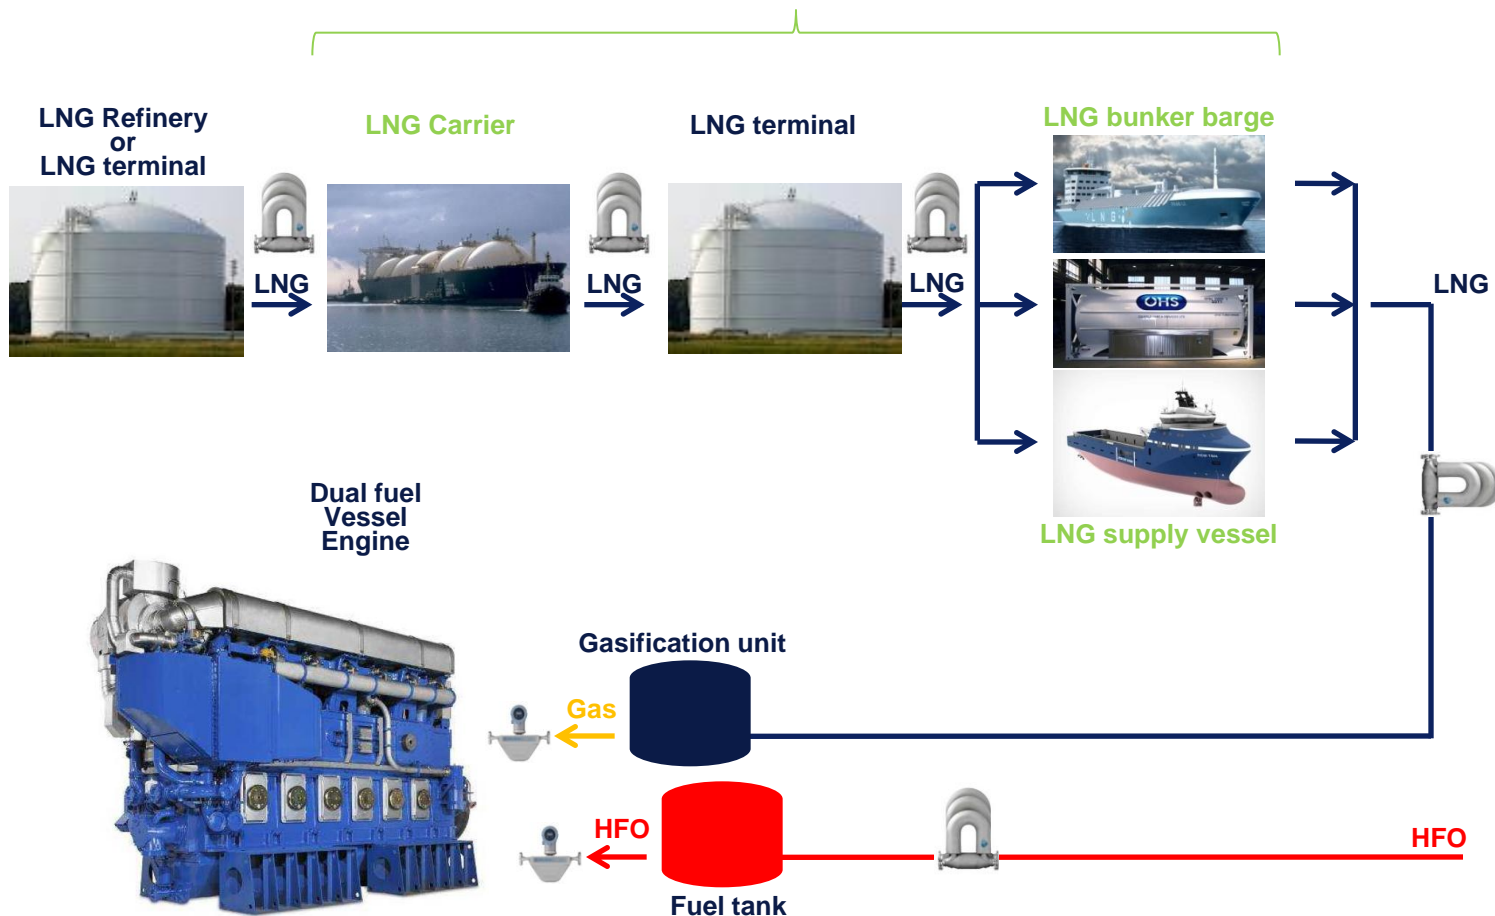 LNG Refinery
or
LNG terminal
LNG Carrier
LNG terminal
LNG bunker barge
LNG
LNG
LNG
LNG
LNG
OHS
LNG supply vessel
Dual fuel
Vessel
Engine
Gasification unit
Gas
HFO
HFO
Fuel tank